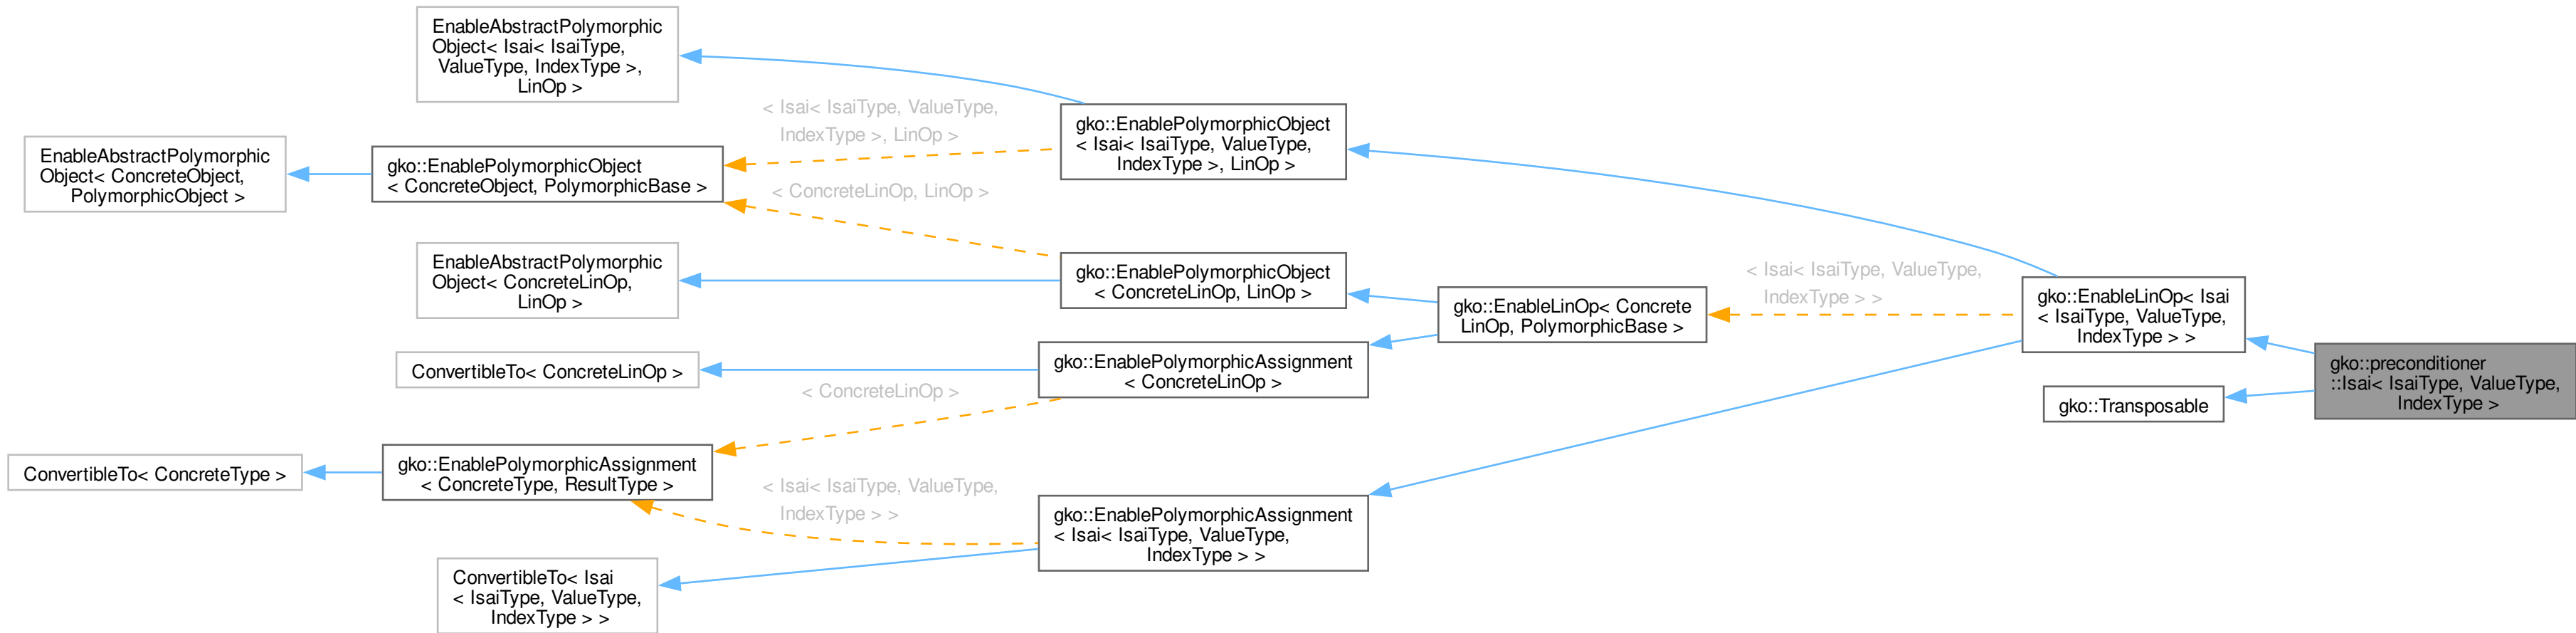 EnableAbstractPolymorphic
Object< Isai< IsaiType,
ValueType, IndexType >,
LinOp >
< Isai< IsaiType, ValueType,
IndexType >, LinOp >
gko::EnablePolymorphicObject
< Isai< IsaiType, ValueType,
IndexType >, LinOp >
EnableAbstractPolymorphic
Object< ConcreteObject,
PolymorphicObject >
gko::EnablePolymorphicObject
< ConcreteObject, PolymorphicBase >
< ConcreteLinOp, LinOp >
EnableAbstractPolymorphic
Object< ConcreteLinOp,
LinOp >
gko::EnablePolymorphicObject
< ConcreteLinOp, LinOp >
gko::EnableLinOp< Concrete
LinOp, PolymorphicBase >
< Isai< IsaiType, ValueType,
IndexType > >
gko::EnableLinOp< Isai
< IsaiType, ValueType,
IndexType > >
ConvertibleTo< ConcreteLinOp >
gko::EnablePolymorphicAssignment
< ConcreteLinOp >
< ConcreteLinOp >
gko::Transposable
gko::preconditioner
::Isai< IsaiType, ValueType,
IndexType >
ConvertibleTo< ConcreteType >
gko::EnablePolymorphicAssignment
< ConcreteType, ResultType >
< Isai< IsaiType, ValueType,
IndexType > >
gko::EnablePolymorphicAssignment
< Isai< IsaiType, ValueType,
IndexType > >
ConvertibleTo< Isai
< IsaiType, ValueType,
IndexType > >